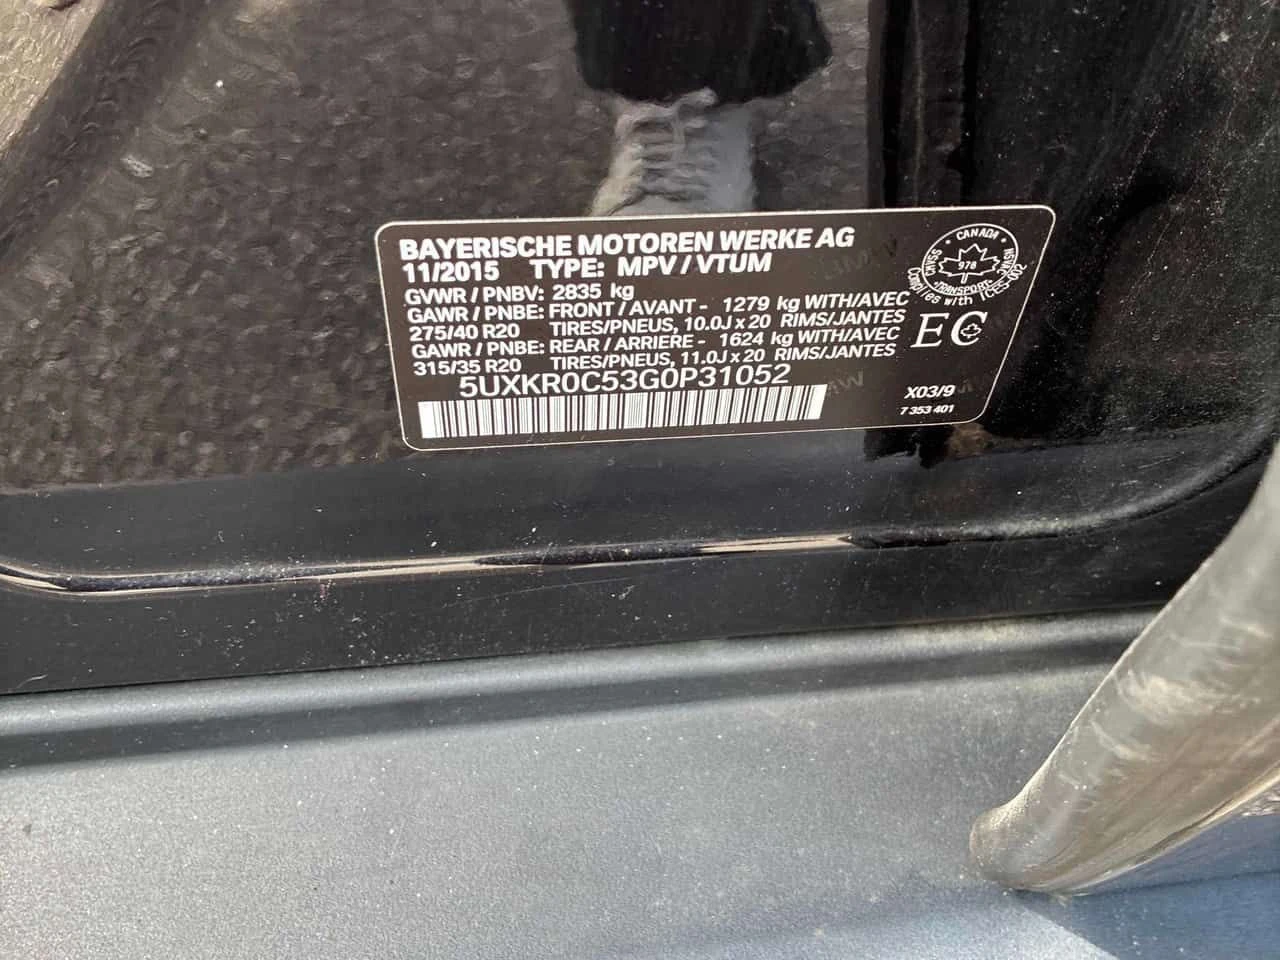 BAYERISCHE MOTOREN WERKE AG
11/2015 TYPE: MPV / VTUM
GVWR / PNBV: 2835 kg
GAWR / PNBE: FRONT / AVANT - 1279 kg WITH/AVEC
275/40 R20 TIRES/PNEUS, 10.0J x 20 RIMS/JANTES
GAWR / PNBE: REAR / ARRIERE - 1624 kg WITH/AVEC
315/35 R20 TIRES/PNEUS, 11.0J x 20 RIMS/JANTES
5UXKR0C53G0P31052
CANADA
CMVSS
NSVAC
978
TRANSPORT
Complies with ICES-002
EC
X03/9
7 353 401